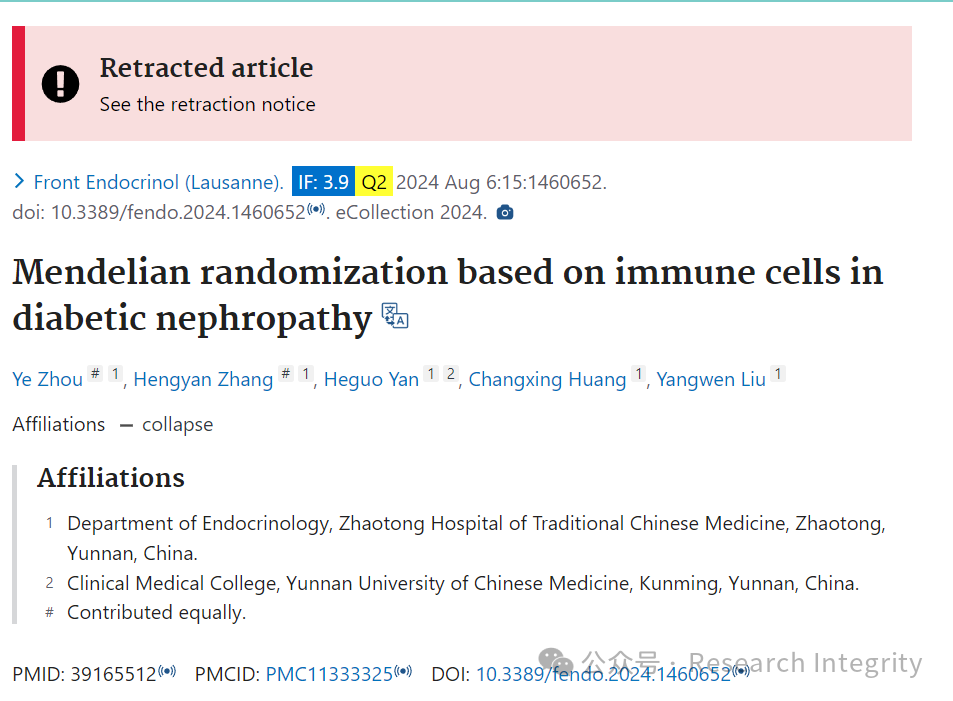 Retracted article
See the retraction notice
Front Endocrinol (Lausanne). IF: 3.9 Q2 2024 Aug 6:15:1460652.
doi: 10.3389/fendo.2024.1460652. eCollection 2024.
Mendelian randomization based on immune cells in
diabetic nephropathy
Ye Zhou # 1, Hengyan Zhang # 1, Heguo Yan 1 2, Changxing Huang 1, Yangwen Liu 1
Affiliations — collapse
Affiliations
1 Department of Endocrinology, Zhaotong Hospital of Traditional Chinese Medicine, Zhaotong,
Yunnan, China.
2 Clinical Medical College, Yunnan University of Chinese Medicine, Kunming, Yunnan, China.
# Contributed equally.
PMID: 39165512 PMCID: PMC11333325 DOI: 10.3389/fendo.2024.1460652
公众号 · Research Integrity